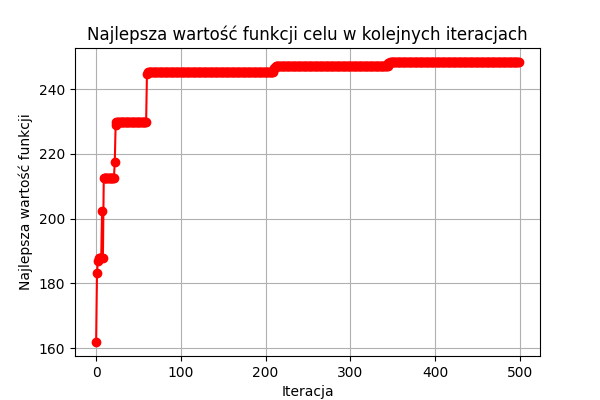 Najlepsza wartość funkcji celu w kolejnych iteracjach
Najlepsza wartość funkcji
240
220
200
180
160
0 100 200 300 400 500
Iteracja